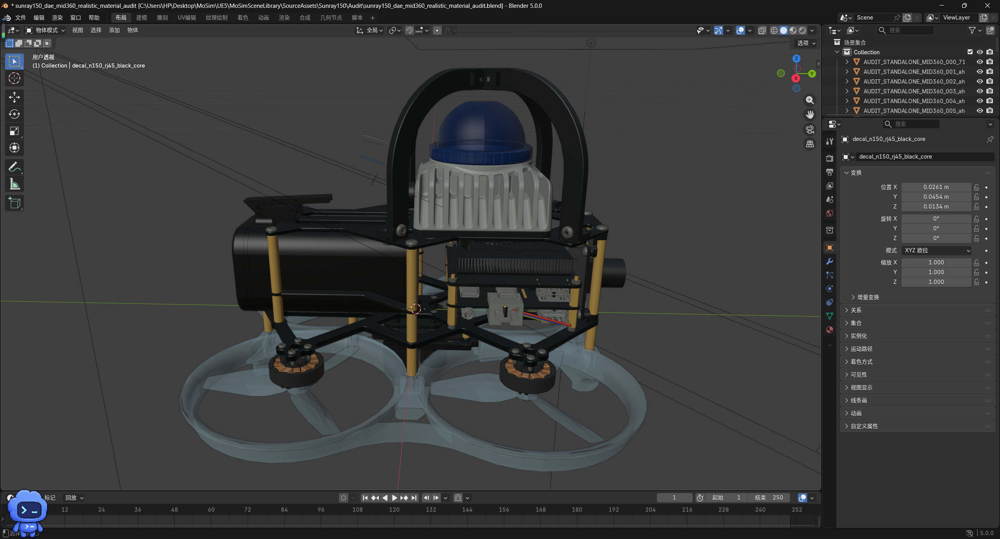 * sunray150_dae_mid360_realistic_material_audit [C:\Users\HP\Desktop\MoSim\UE5\MoSimSceneLibrary\SourceAssets\Sunray150\Audit\sunray150_dae_mid360_realistic_material_audit.blend] - Blender 5.0.0
文件 编辑 渲染 窗口 帮助 布局 建模 雕刻 UV编辑 纹理绘制 着色 动画 渲染 合成 几何节点 脚本 Scene ViewLayer
物体模式 视图 选择 添加 物体 全局
选项
用户透视
(1) Collection | decal_n150_rj45_black_core
Z
Y
X
搜索
场景集合
Collection
AUDIT_STANDALONE_MID360_000_71
AUDIT_STANDALONE_MID360_001_ah
AUDIT_STANDALONE_MID360_002_ah
AUDIT_STANDALONE_MID360_003_ah
AUDIT_STANDALONE_MID360_004_ah
AUDIT_STANDALONE_MID360_005_ah
搜索
decal_n150_rj45_black_core
decal_n150_rj45_black_core
变换
位置 X 0.0261 m
Y 0.0454 m
Z 0.0134 m
旋转 X 0°
Y 0°
Z 0°
模式 XYZ 欧拉
缩放 X 1.000
Y 1.000
Z 1.000
增量变换
关系
集合
实例化
运动路径
着色方式
可见性
视图显示
线条画
动画
自定义属性
标记 回放 1 起始 1 结束 250
12 24 36 48 60 72 84 96 108 120 132 144 156 168 180 192 204 216 228 240 252
选择
5.0.0